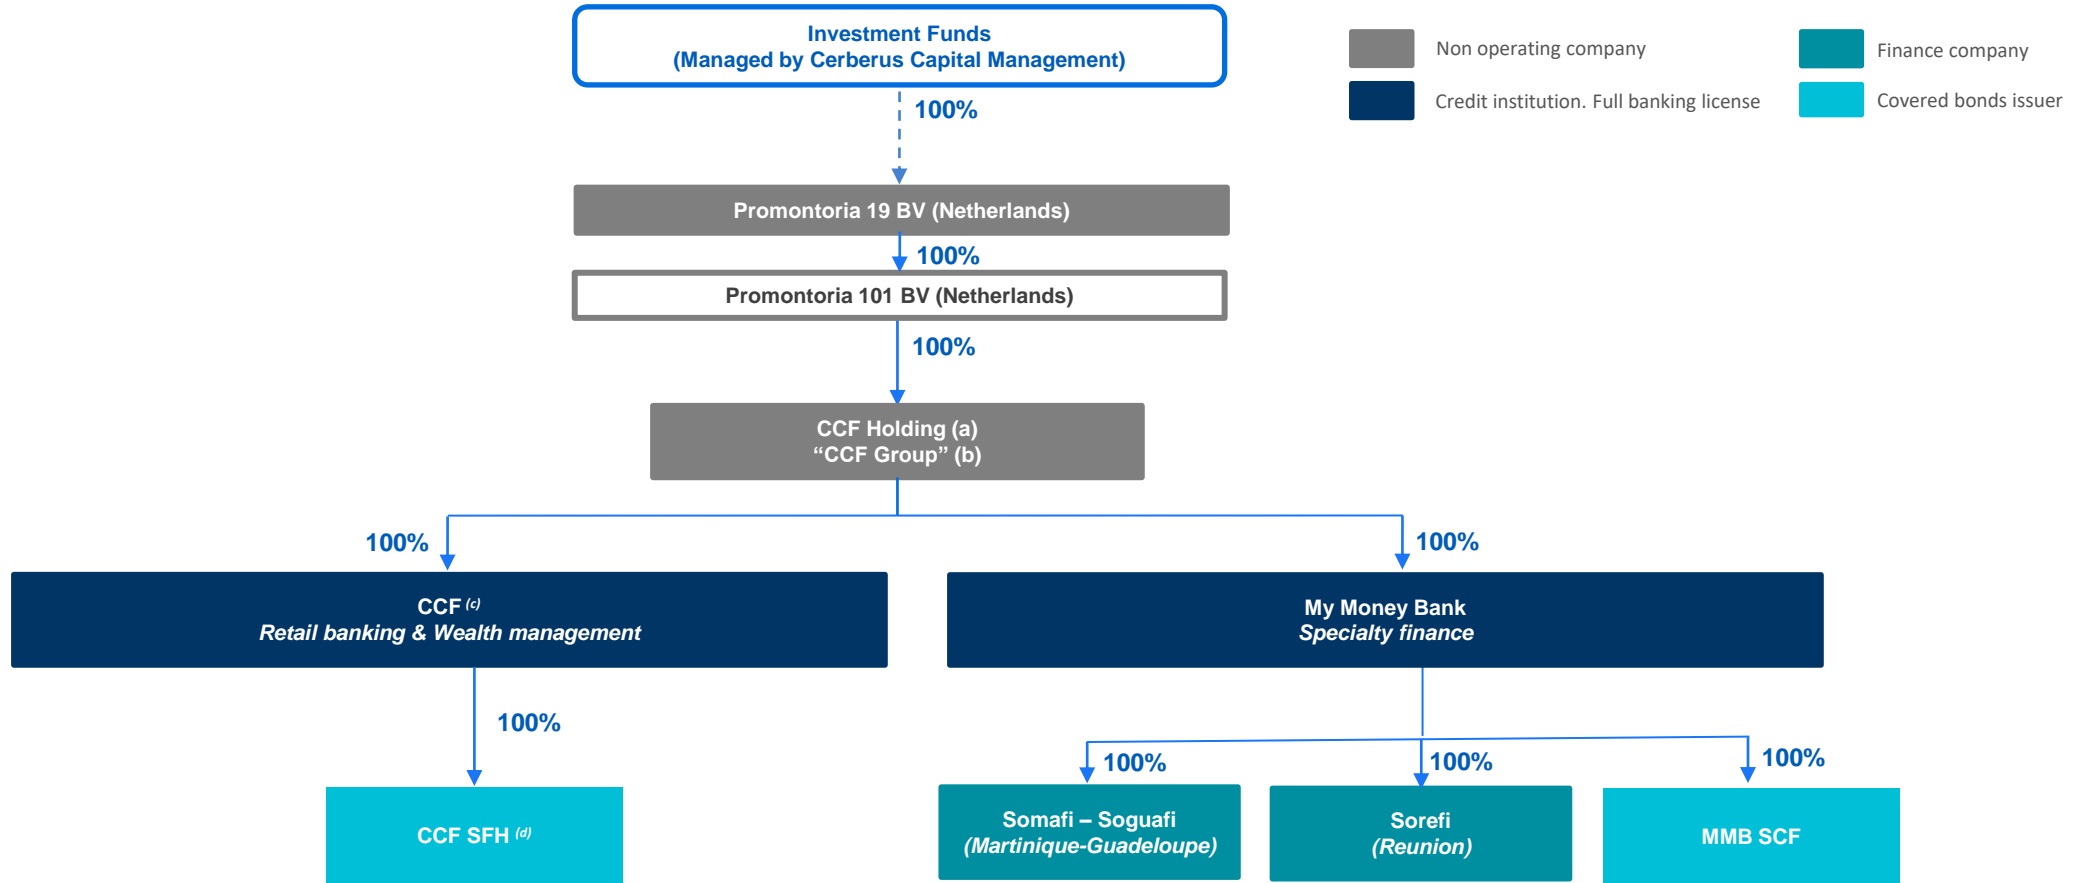 Investment Funds
(Managed by Cerberus Capital Management)
Non operating company
Finance company
Credit institution. Full banking license
Covered bonds issuer
100%
Promontoria 19 BV (Netherlands)
100%
Promontoria 101 BV (Netherlands)
100%
CCF Holding (a)
“CCF Group” (b)
100%
100%
CCF (c)
Retail banking & Wealth management
My Money Bank
Specialty finance
100%
100%
100%
100%
CCF SFH (d)
Somafi – Soguafi
(Martinique-Guadeloupe)
Sorefi
(Reunion)
MMB SCF